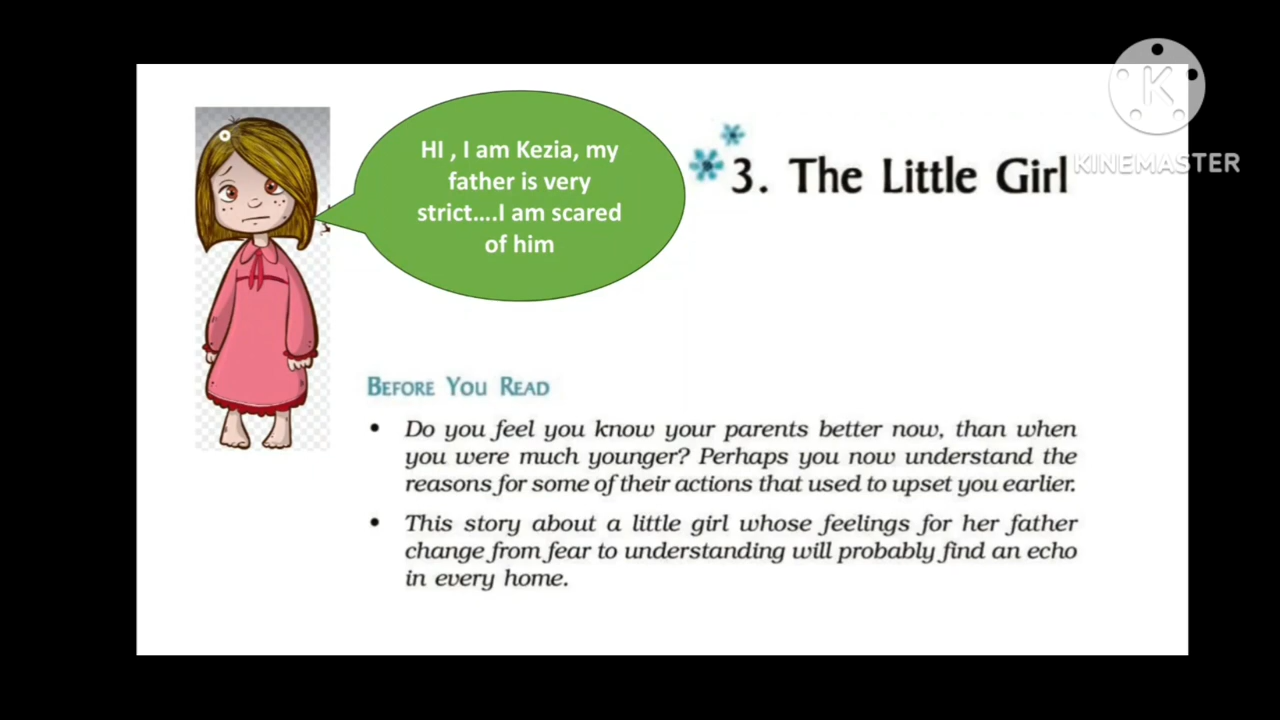 HI , I am Kezia, my
father is very
strict....I am scared
of him
3. The Little Girl
KINEMASTER
BEFORE YOU READ
• Do you feel you know your parents better now, than when
you were much younger? Perhaps you now understand the
reasons for some of their actions that used to upset you earlier.
• This story about a little girl whose feelings for her father
change from fear to understanding will probably find an echo
in every home.